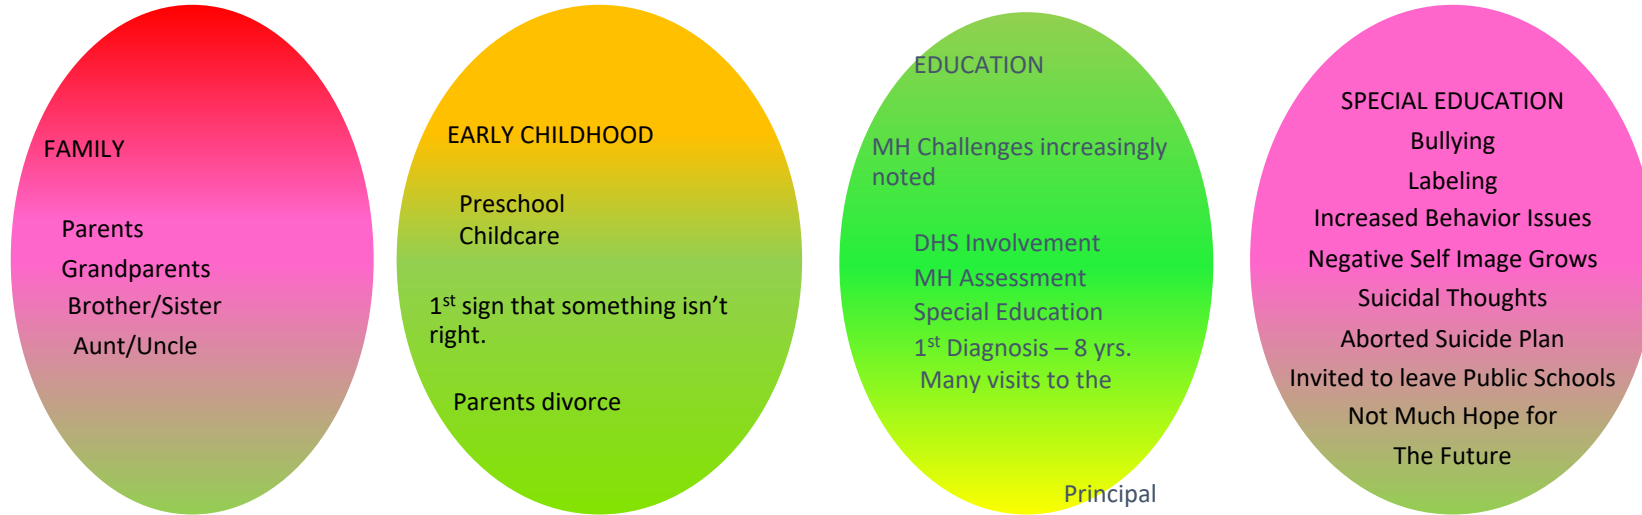 FAMILY
Parents
Grandparents
Brother/Sister
Aunt/Uncle
EARLY CHILDHOOD
Preschool
Childcare
1st sign that something isn’t
right.
Parents divorce
EDUCATION
MH Challenges increasingly
noted
DHS Involvement
MH Assessment
Special Education
1st Diagnosis – 8 yrs.
Many visits to the
Principal
SPECIAL EDUCATION
Bullying
Labeling
Increased Behavior Issues
Negative Self Image Grows
Suicidal Thoughts
Aborted Suicide Plan
Invited to leave Public Schools
Not Much Hope for
The Future